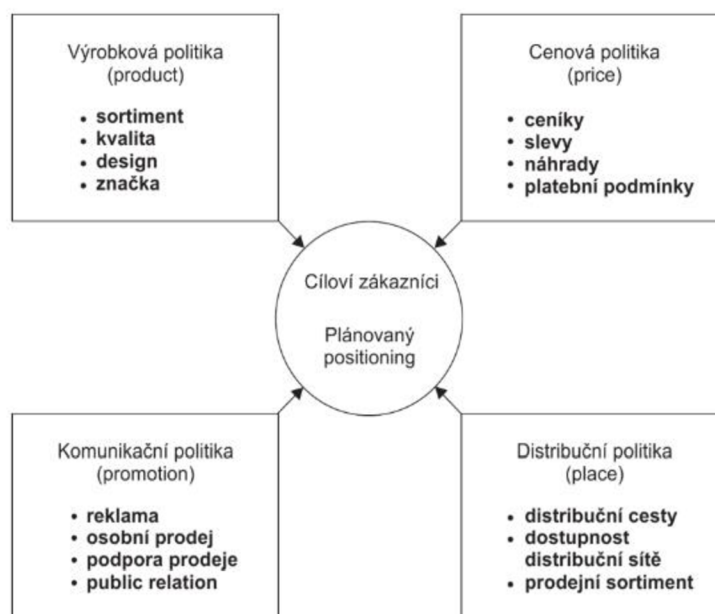 Výrobková politika
(product)
• sortiment
• kvalita
• design
• značka
Cenová politika
(price)
• ceníky
• slevy
• náhrady
• platební podmínky
Cíloví zákazníci
Plánovaný
positioning
Komunikační politika
(promotion)
• reklama
• osobní prodej
• podpora prodeje
• public relation
Distribuční politika
(place)
• distribuční cesty
• dostupnost
distribuční sítě
• prodejní sortiment